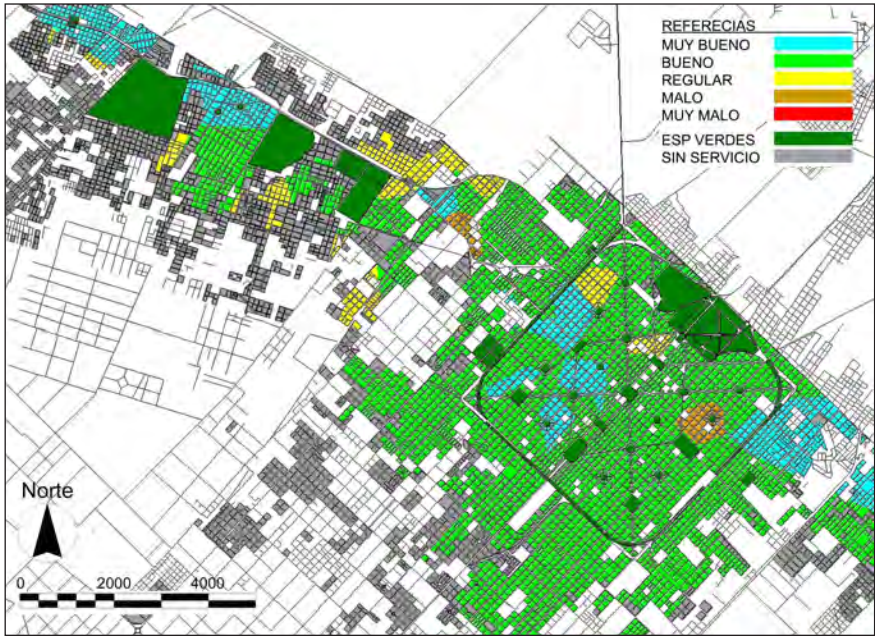 REFERECIAS
MUY BUENO
BUENO
REGULAR
MALO
MUY MALO
ESP VERDES
SIN SERVICIO
Norte
0 2000 4000